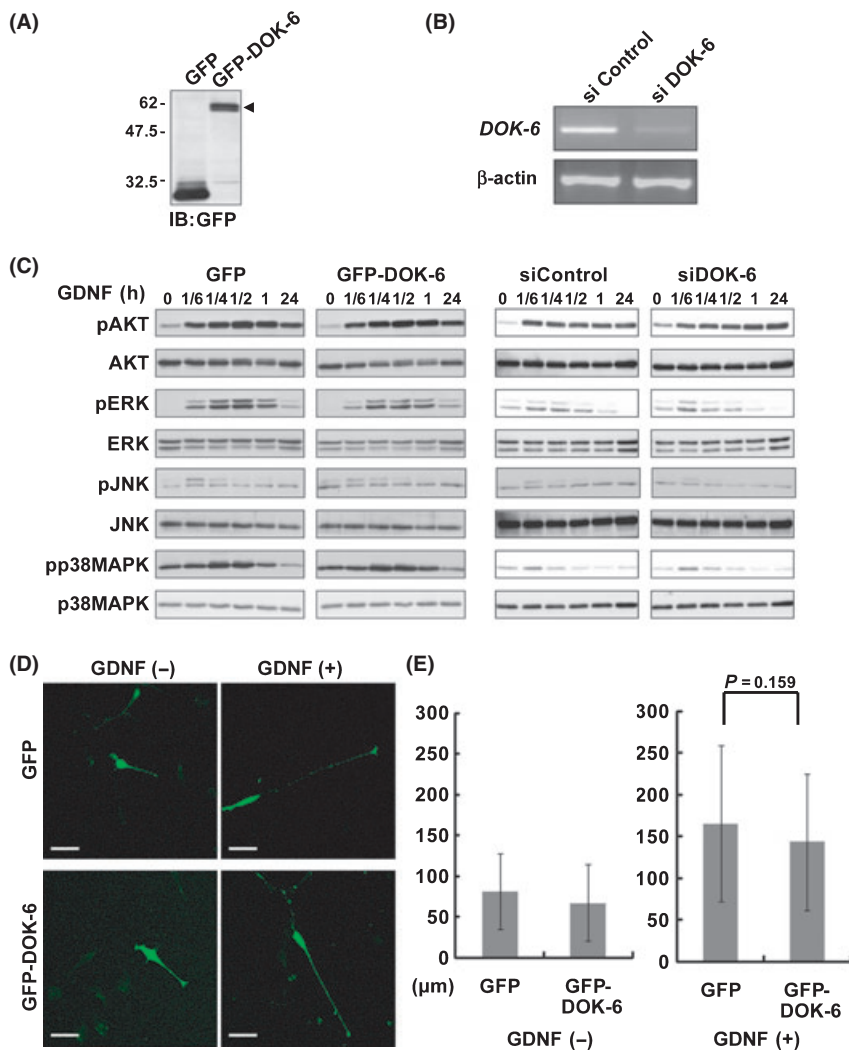 (A)
GFP
GFP-DOK-6
62 -
47.5 -
32.5 -
IB:GFP
(B)
si Control
si DOK-6
DOK-6
β-actin
(C)
GFP GFP-DOK-6 siControl siDOK-6
GDNF (h) 0 1/6 1/4 1/2 1 24 0 1/6 1/4 1/2 1 24 0 1/6 1/4 1/2 1 24 0 1/6 1/4 1/2 1 24
pAKT
AKT
pERK
ERK
pJNK
JNK
pp38MAPK
p38MAPK
(D)
GDNF (–) GDNF (+)
GFP
GFP-DOK-6
(E)
300
250
200
150
100
50
0
(μm)
GFP GFP-
DOK-6
GDNF (–)
P = 0.159
300
250
200
150
100
50
0
GFP GFP-
DOK-6
GDNF (+)